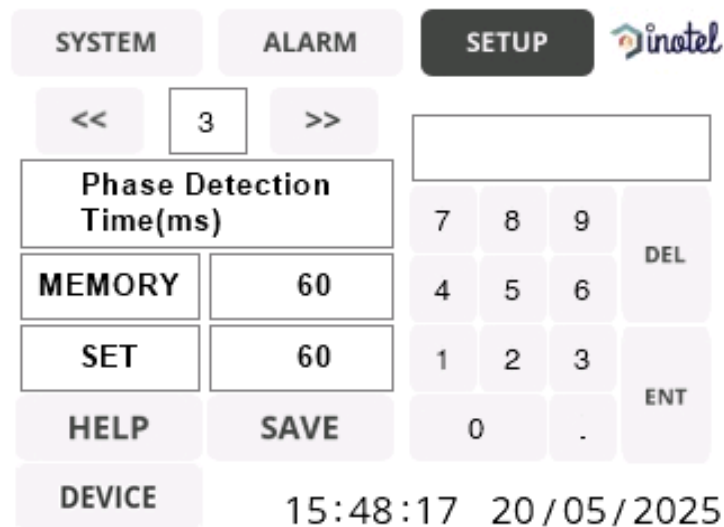 SYSTEM ALARM SETUP inotel
<< 3 >>
Phase Detection
Time(ms)
MEMORY 60
SET 60
HELP SAVE
DEVICE
7 8 9 DEL
4 5 6
1 2 3 ENT
0 .
15:48:17 20/05/2025